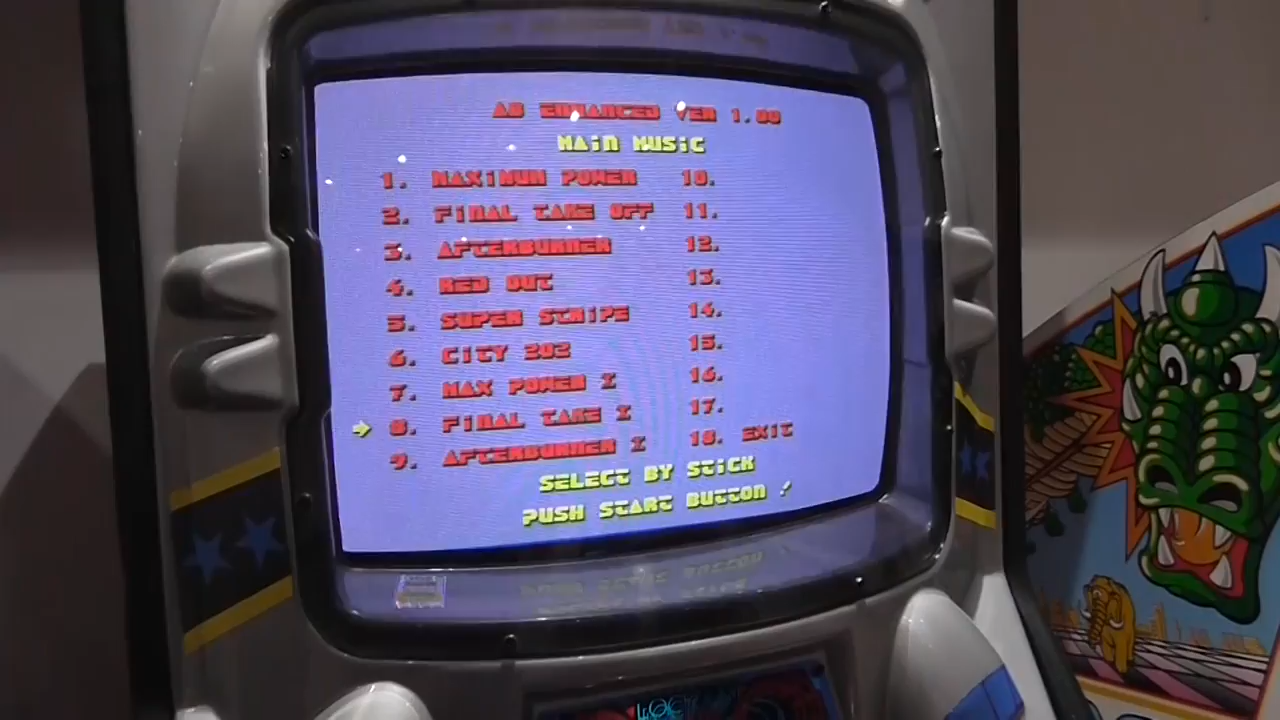 AB ENHANCED VER 1.00
MAIN MUSIC
1. MAXIMUM POWER 10.
2. FINAL TAKE OFF 11.
3. AFTERBURNER 12.
4. RED OUT 13.
5. SUPER STRIPE 14.
6. CITY 202 15.
7. MAX POWER I 16.
8. FINAL TAKE I 17.
9. AFTERBURNER I 18. EXIT
SELECT BY STICK
PUSH START BUTTON !